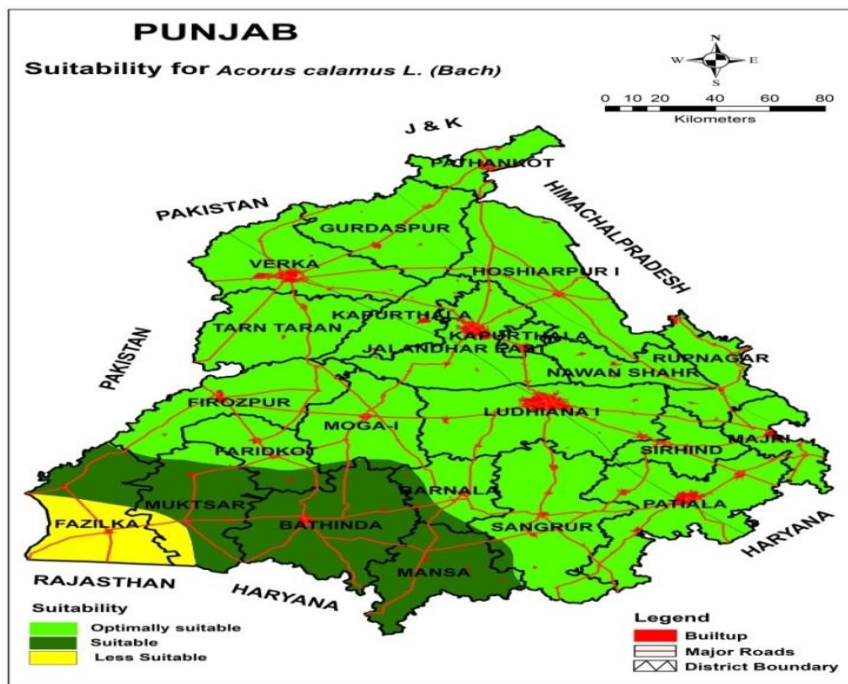 PUNJAB
Suitability for Acorus calamus L. (Bach)
N
W E
S
0 10 20 40 60 80
Kilometers
J & K
PATHANKOT
PAKISTAN
HIMACHALPRADESH
GURDASPUR
VERKA
HOSHIARPUR I
KAPURTHALA
TARN TARAN
KAPURTHALA
JALANDHAR EAST
PAKISTAN
RUPNAGAR
NAWAN SHAHR
FIROZPUR
LUDHIANA I
MOGA-I
MAJRI
FARIDKOT
SIRHIND
BARNALA
MUKTSAR
PATIALA
FAZILKA
BATHINDA
SANGRUR
HARYANA
MANSA
RAJASTHAN
HARYANA
Suitability
Optimally suitable
Suitable
Less Suitable
Legend
Builtup
Major Roads
District Boundary